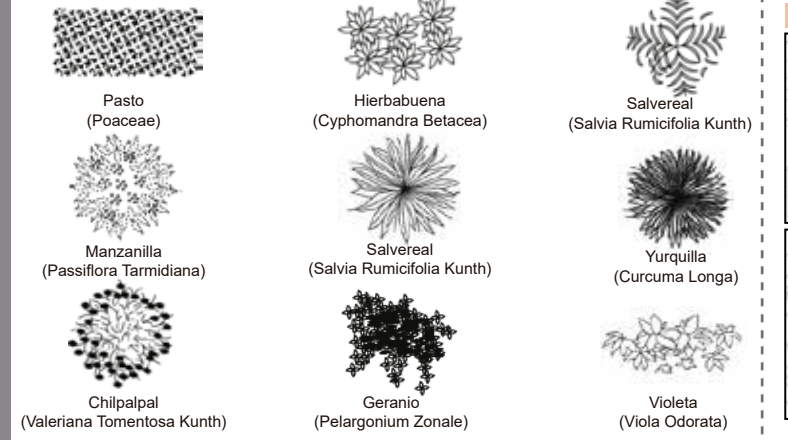 Pasto
(Poaceae)
Hierbabuena
(Cyphomandra Betacea)
Salvereal
(Salvia Rumicifolia Kunth)
Manzanilla
(Passiflora Tarmidiana)
Salvereal
(Salvia Rumicifolia Kunth)
Yurquilla
(Curcuma Longa)
Chilpalpal
(Valeriana Tomentosa Kunth)
Geranio
(Pelargonium Zonale)
Violeta
(Viola Odorata)